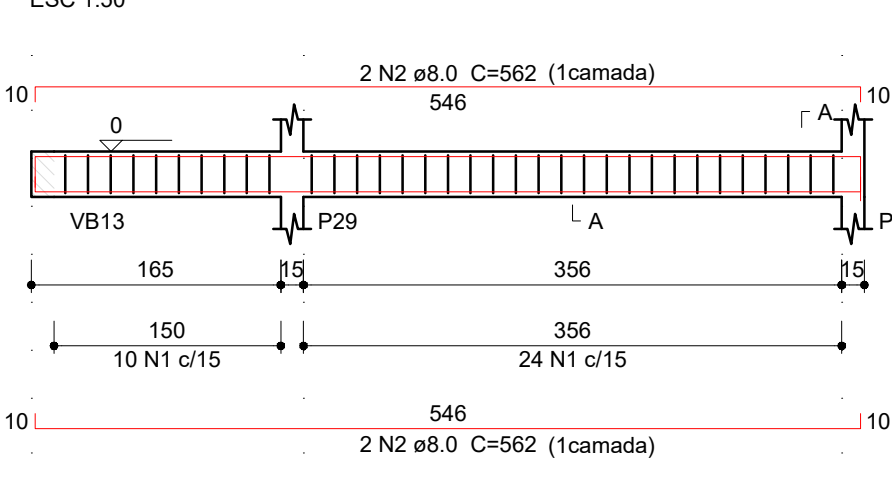 ESC 1:50
2 N2 ø8.0 C=562 (1camada)
10 546 10
0 A
VB13 P29 A P
165 15 356 15
150 356
10 N1 c/15 24 N1 c/15
10 546 10
2 N2 ø8.0 C=562 (1camada)